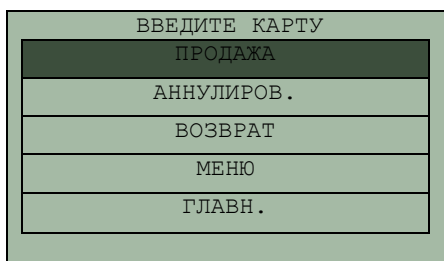 ВВЕДИТЕ КАРТУ
ПРОДАЖА
АННУЛИРОВ.
ВОЗВРАТ
МЕНЮ
ГЛАВН.